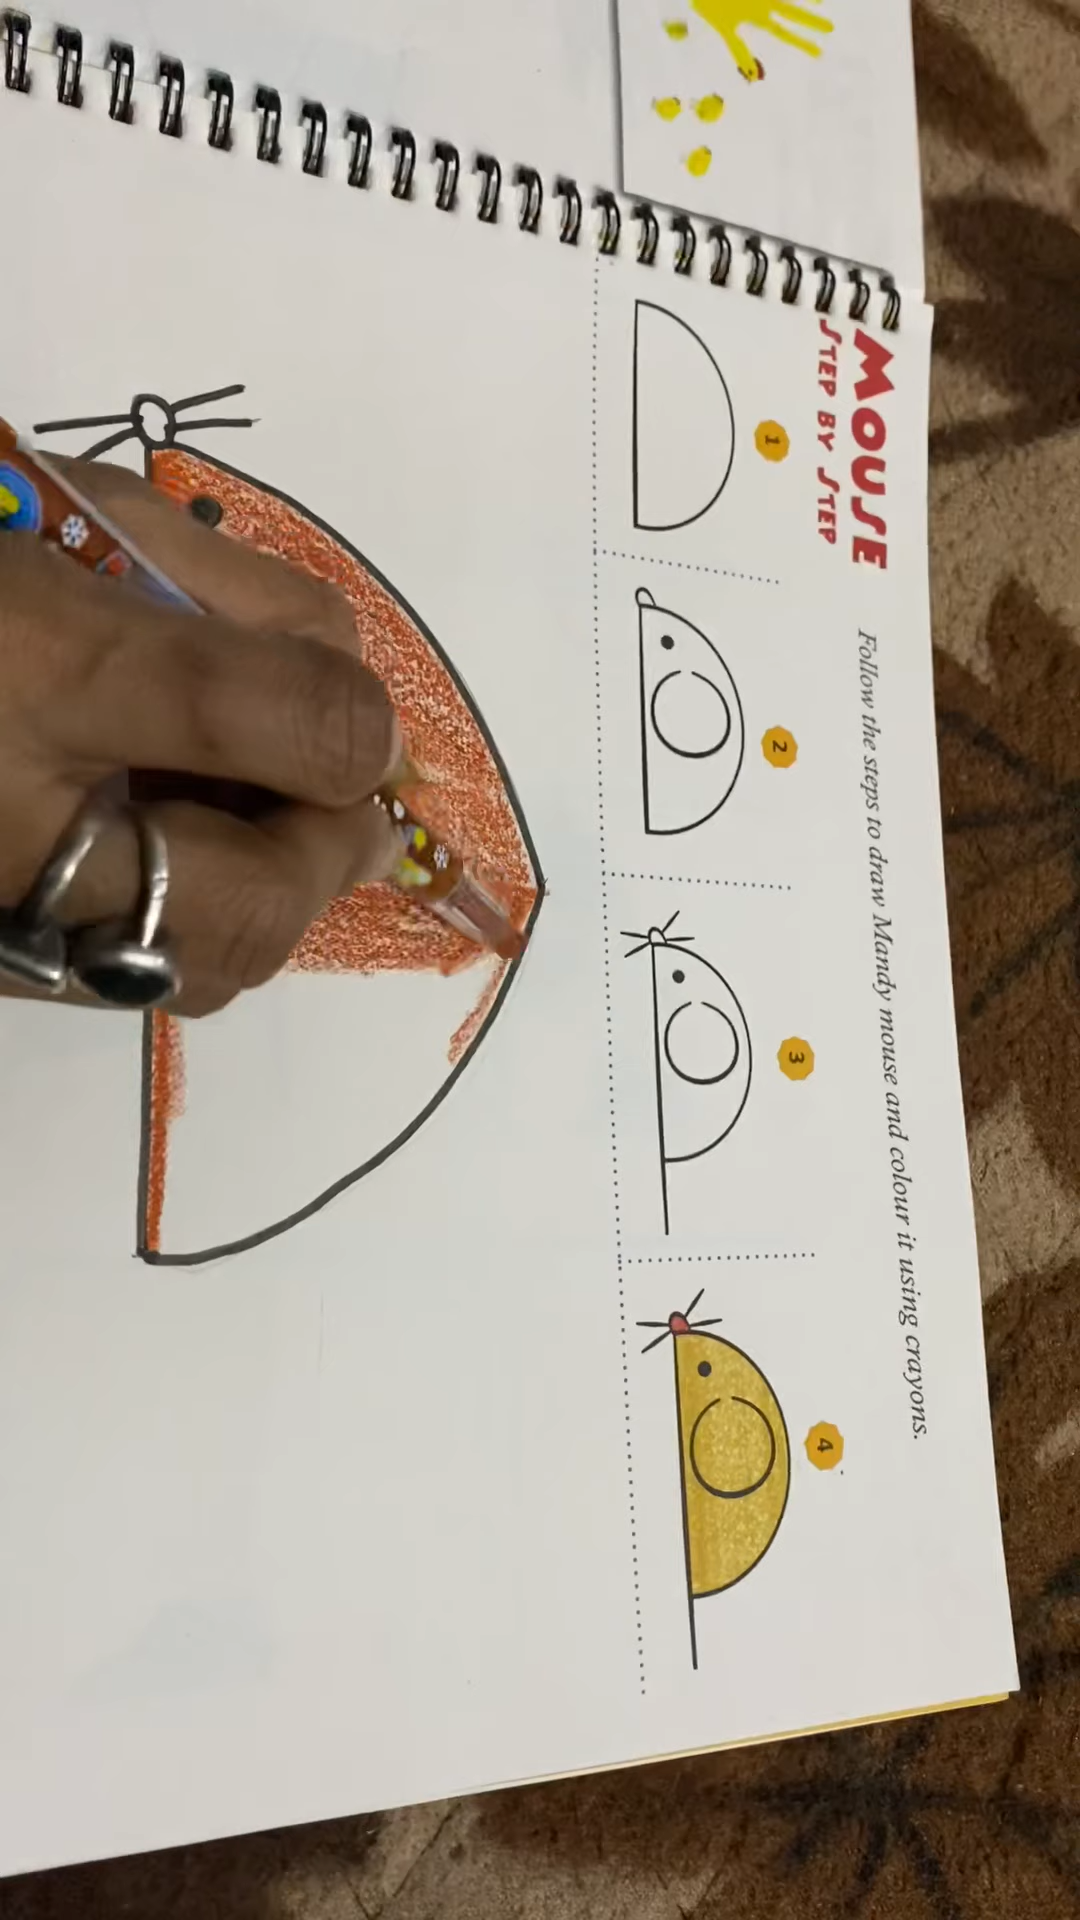 MOUSE
STEP BY STEP
Follow the steps to draw Mandy mouse and colour it using crayons.
1
2
3
4